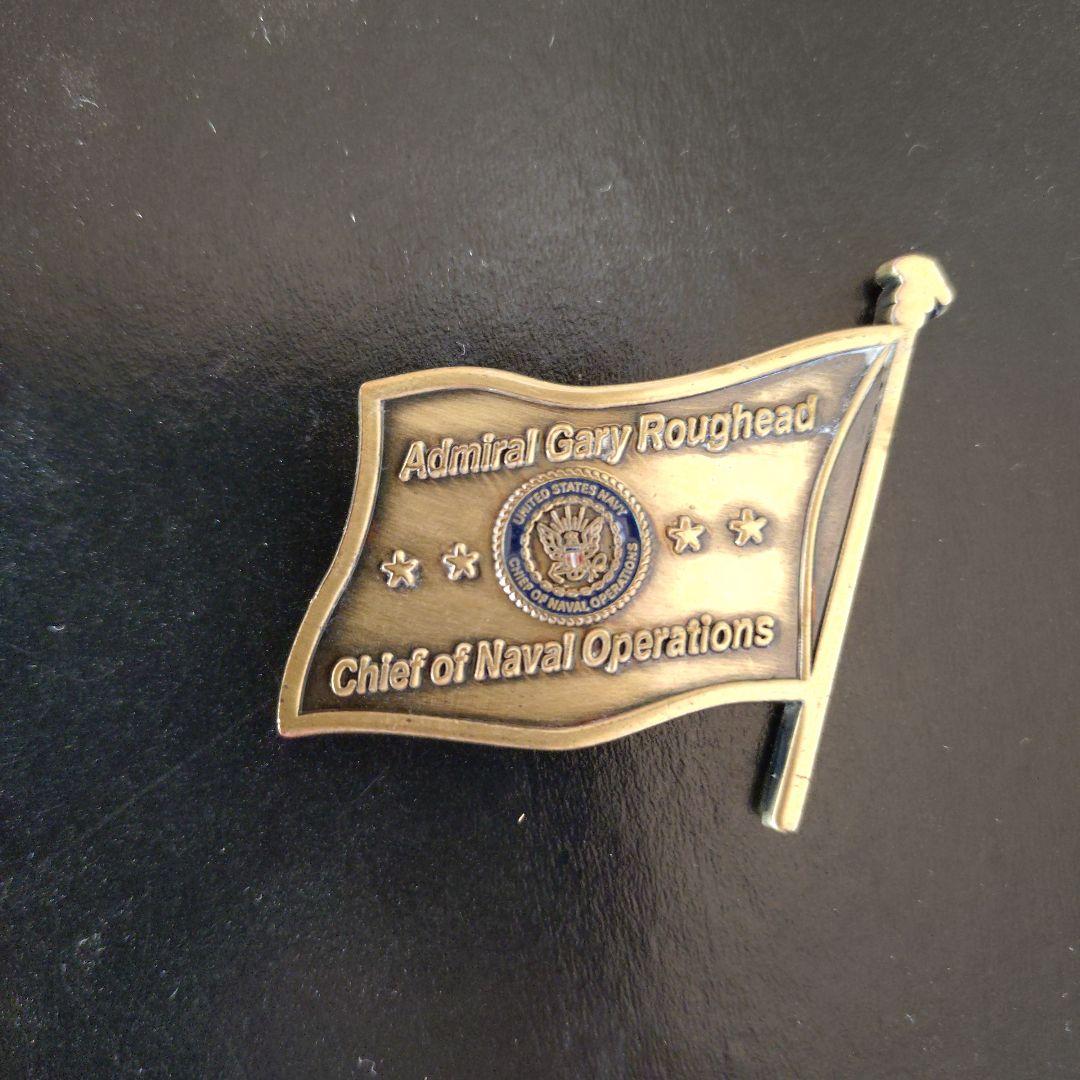 Admiral Gary Roughead
UNITED STATES NAVY
CHIEF OF NAVAL OPERATIONS
Chief of Naval Operations